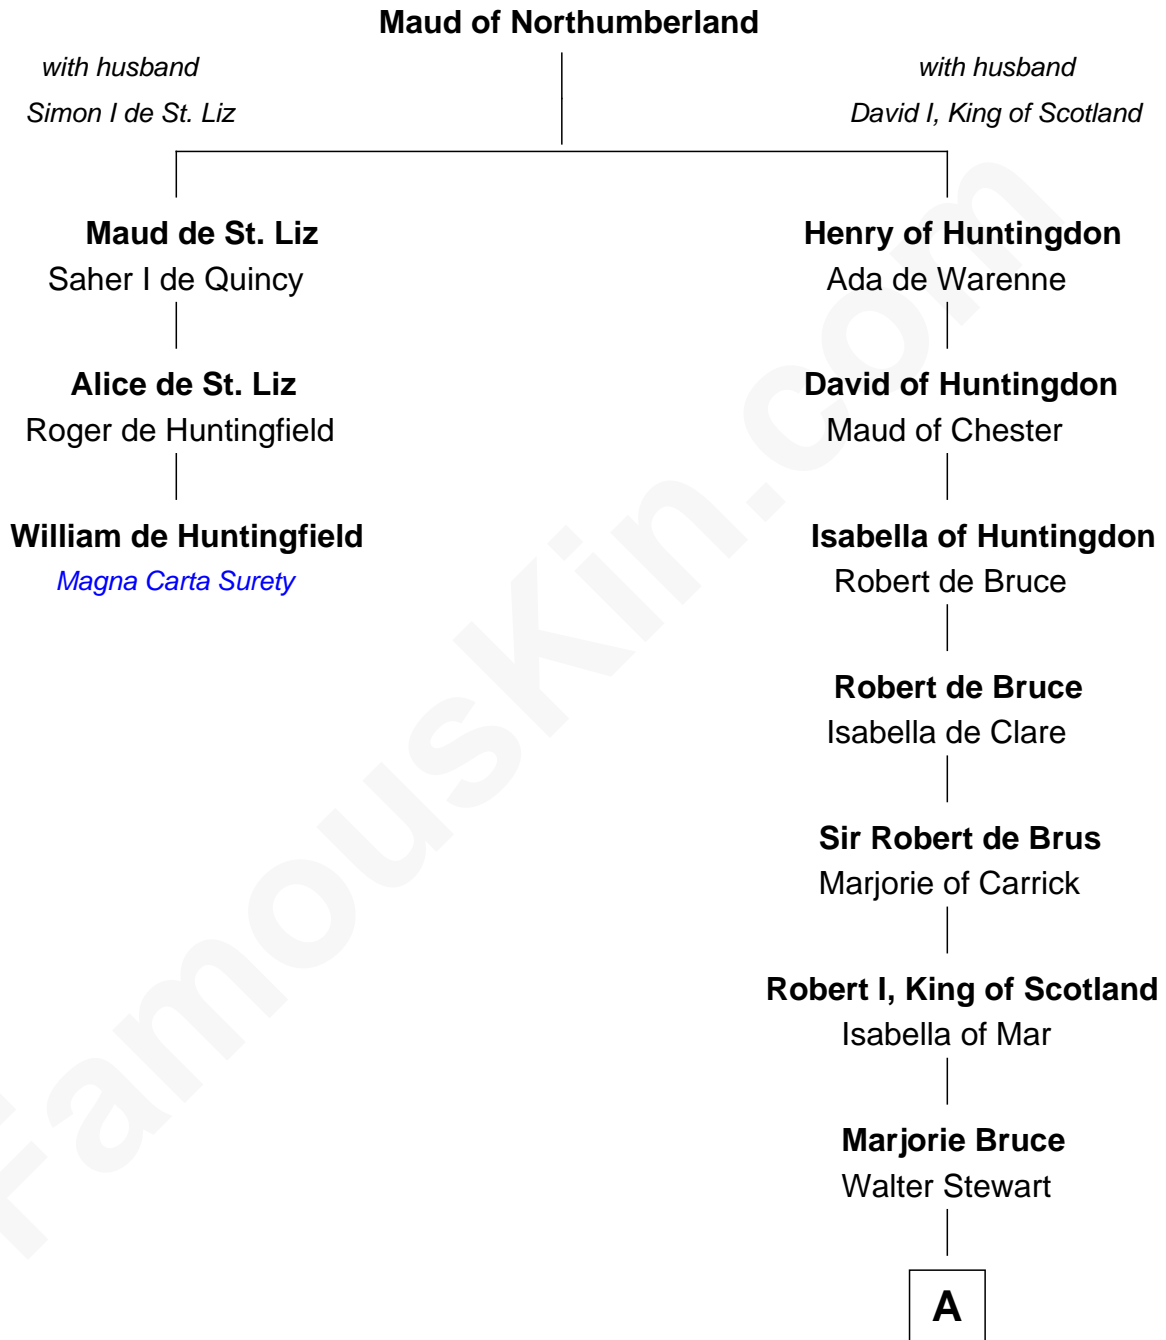 Maud of Northumberland
with husband
Simon I de St. Liz
with husband
David I, King of Scotland
Maud de St. Liz
Saher I de Quincy
Henry of Huntingdon
Ada de Warenne
Alice de St. Liz
Roger de Huntingfield
David of Huntingdon
Maud of Chester
William de Huntingfield
Magna Carta Surety
Isabella of Huntingdon
Robert de Bruce
Robert de Bruce
Isabella de Clare
Sir Robert de Brus
Marjorie of Carrick
Robert I, King of Scotland
Isabella of Mar
Marjorie Bruce
Walter Stewart
A
FamousKin.com